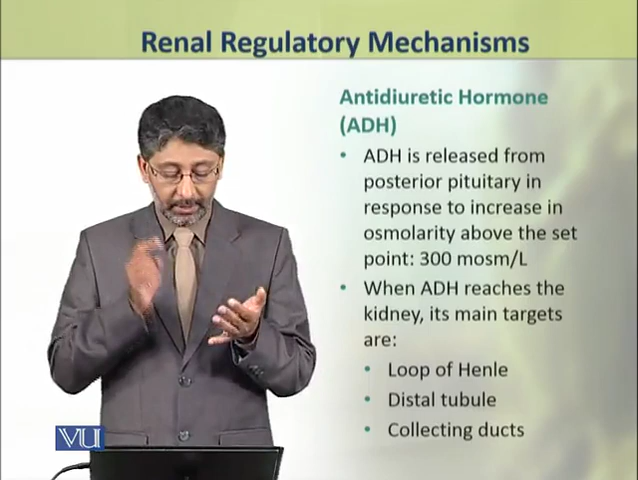 Renal Regulatory Mechanisms
Antidiuretic Hormone
(ADH)
• ADH is released from
posterior pituitary in
response to increase in
osmolarity above the set
point: 300 mosm/L
• When ADH reaches the
kidney, its main targets
are:
• Loop of Henle
• Distal tubule
• Collecting ducts
VU